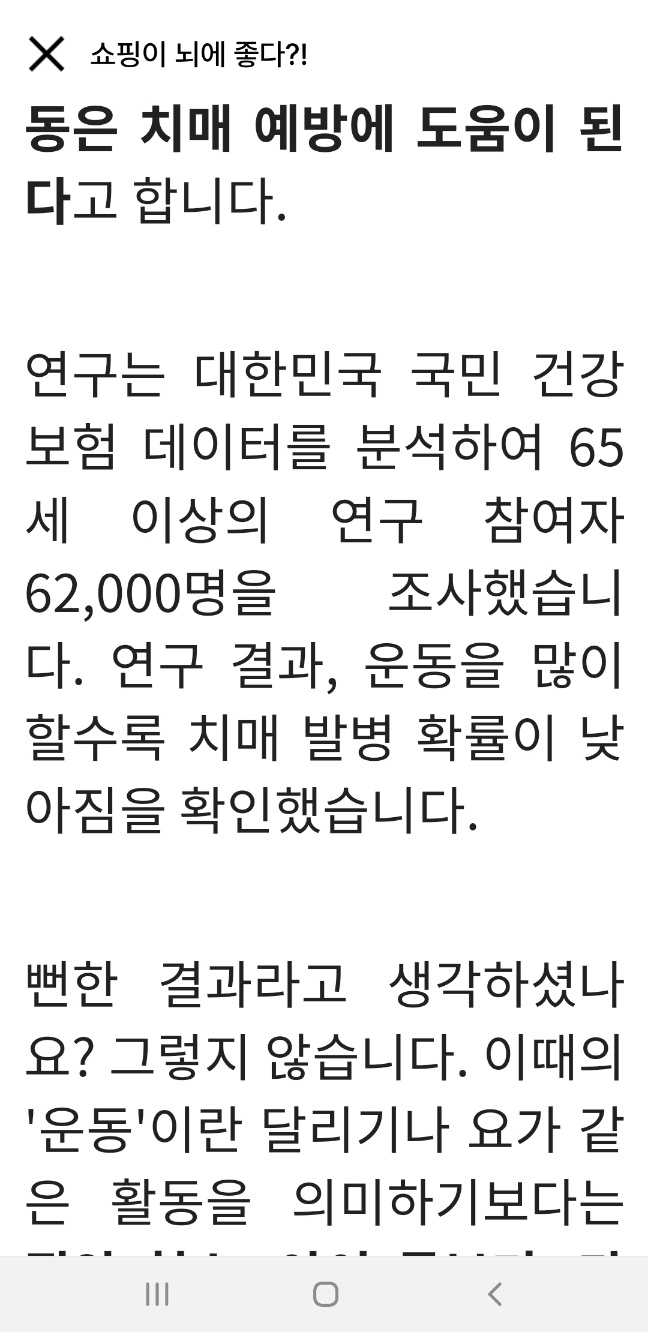 쇼핑이 뇌에 좋다?!
동은 치매 예방에 도움이 된
다고 합니다.
연구는 대한민국 국민 건강
보험 데이터를 분석하여 65
세 이상의 연구 참여자
62,000명을 조사했습니
다. 연구 결과, 운동을 많이
할수록 치매 발병 확률이 낮
아짐을 확인했습니다.
뻔한 결과라고 생각하셨나
요? 그렇지 않습니다. 이때의
'운동'이란 달리기나 요가 같
은 활동을 의미하기보다는